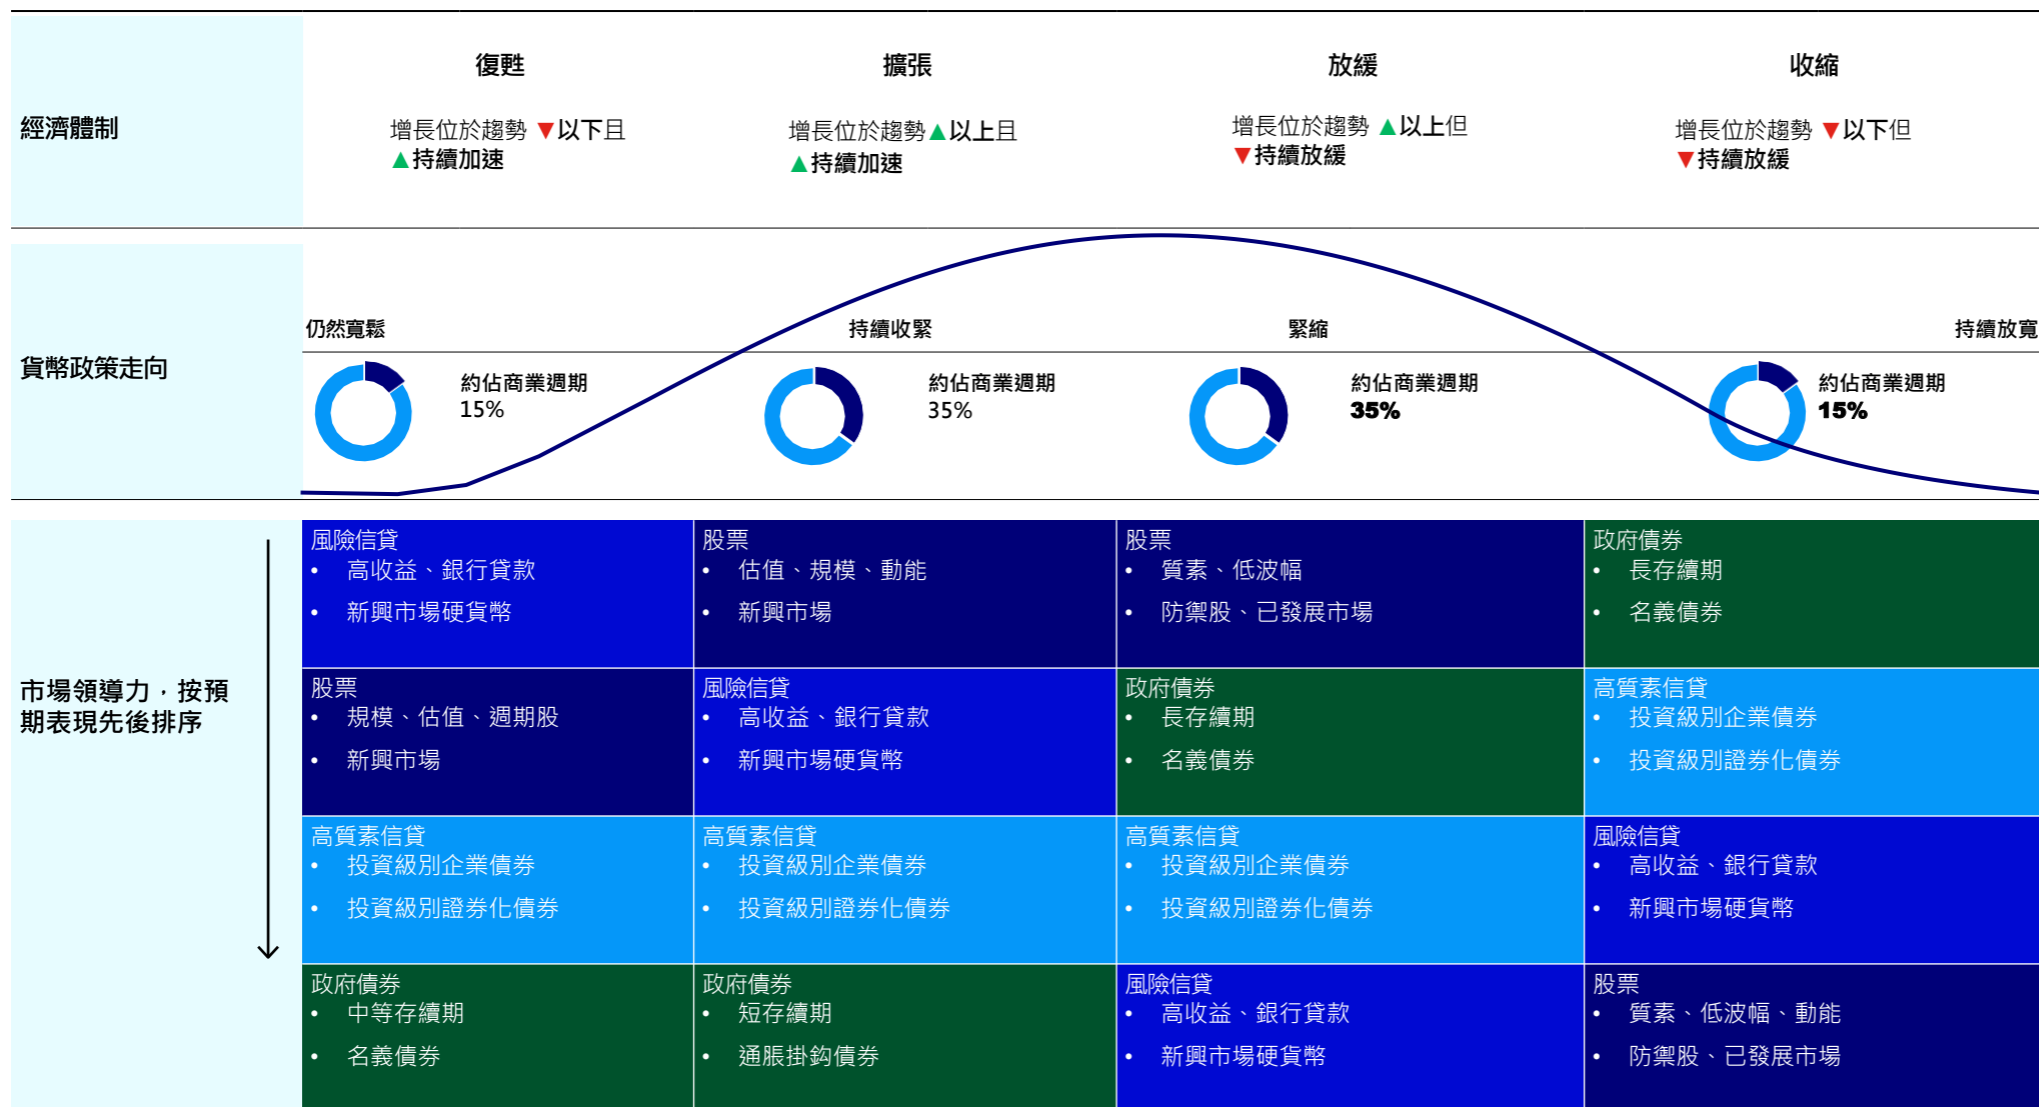 復甦
擴張
放緩
收縮
經濟體制
增長位於趨勢 ▼以下且
▲持續加速
增長位於趨勢▲以上且
▲持續加速
增長位於趨勢 ▲以上但
▼持續放緩
增長位於趨勢 ▼以下但
▼持續放緩
貨幣政策走向
仍然寬鬆
持續收緊
緊縮
持續放寬
約佔商業週期
15%
約佔商業週期
35%
約佔商業週期
35%
約佔商業週期
15%
市場領導力，按預
期表現先後排序
風險信貸
• 高收益、銀行貸款
• 新興市場硬貨幣
股票
• 估值、規模、動能
• 新興市場
股票
• 質素、低波幅
• 防禦股、已發展市場
政府債券
• 長存續期
• 名義債券
股票
• 規模、估值、週期股
• 新興市場
風險信貸
• 高收益、銀行貸款
• 新興市場硬貨幣
政府債券
• 長存續期
• 名義債券
高質素信貸
• 投資級別企業債券
• 投資級別證券化債券
高質素信貸
• 投資級別企業債券
• 投資級別證券化債券
高質素信貸
• 投資級別企業債券
• 投資級別證券化債券
高質素信貸
• 投資級別企業債券
• 投資級別證券化債券
風險信貸
• 高收益、銀行貸款
• 新興市場硬貨幣
政府債券
• 中等存續期
• 名義債券
政府債券
• 短存續期
• 通脹掛鈎債券
風險信貸
• 高收益、銀行貸款
• 新興市場硬貨幣
股票
• 質素、低波幅、動能
• 防禦股、已發展市場